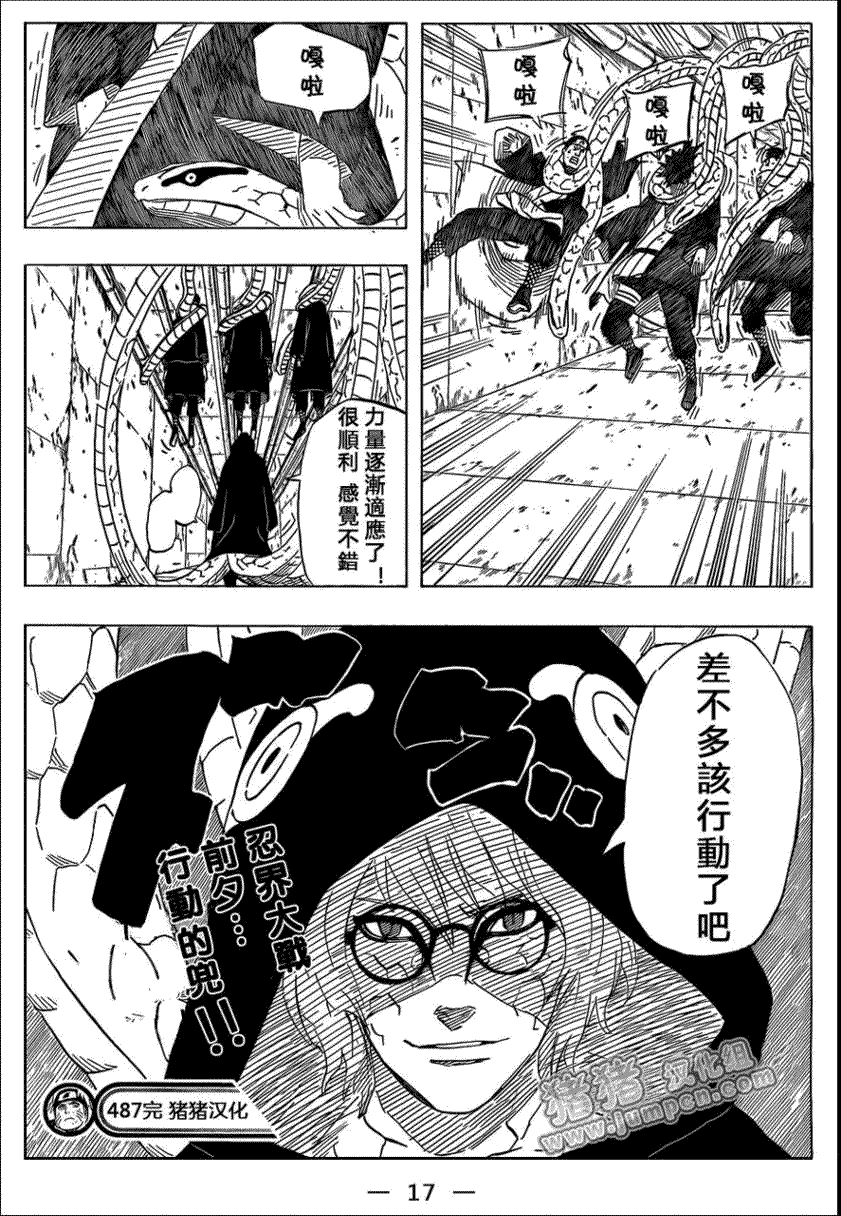 嘎啦
嘎啦
嘎啦
嘎啦
力量逐漸適應了！
很順利 感覺不錯
差不多該行動了吧
忍界大戰
前夕…
行動的兜!!
487完 猪猪汉化
猪猪 汉化组
www.jumpcn.com
— 17 —